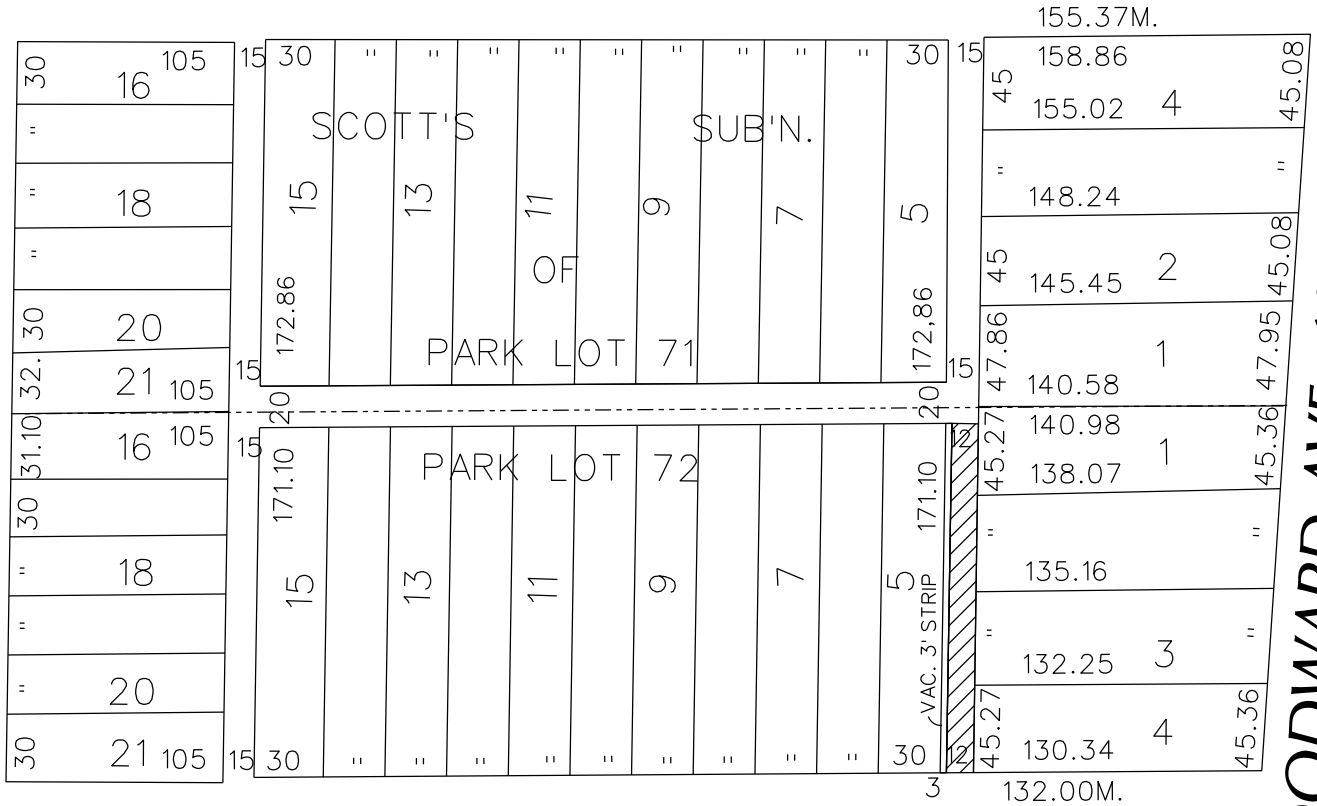 155.37M.
30 16 105 15 30 " " " " " " " " " 30 15 45 158.86 45.08
155.02 4
" SCOTT'S SUB'N.
" 18 15 13 11 9 7 5 " 148.24 "
" OF 45 145.45 2 45.08
30 20 172.86 172,86 47.86 1 47.95
32. 21 105 15 PARK LOT 71 15 140.58
20 20
31.10 16 105 15 171.10 PARK LOT 72 171.10 12 45.27 140.98 1 45.36
138.07
30 " 135.16 "
" 18 15 13 11 9 7 5
" VAC. 3' STRIP " 132.25 3 "
" 20
30 21 105 15 30 " " " " " " " " " 30 12 45.27 130.34 4 45.36
3 132.00M.